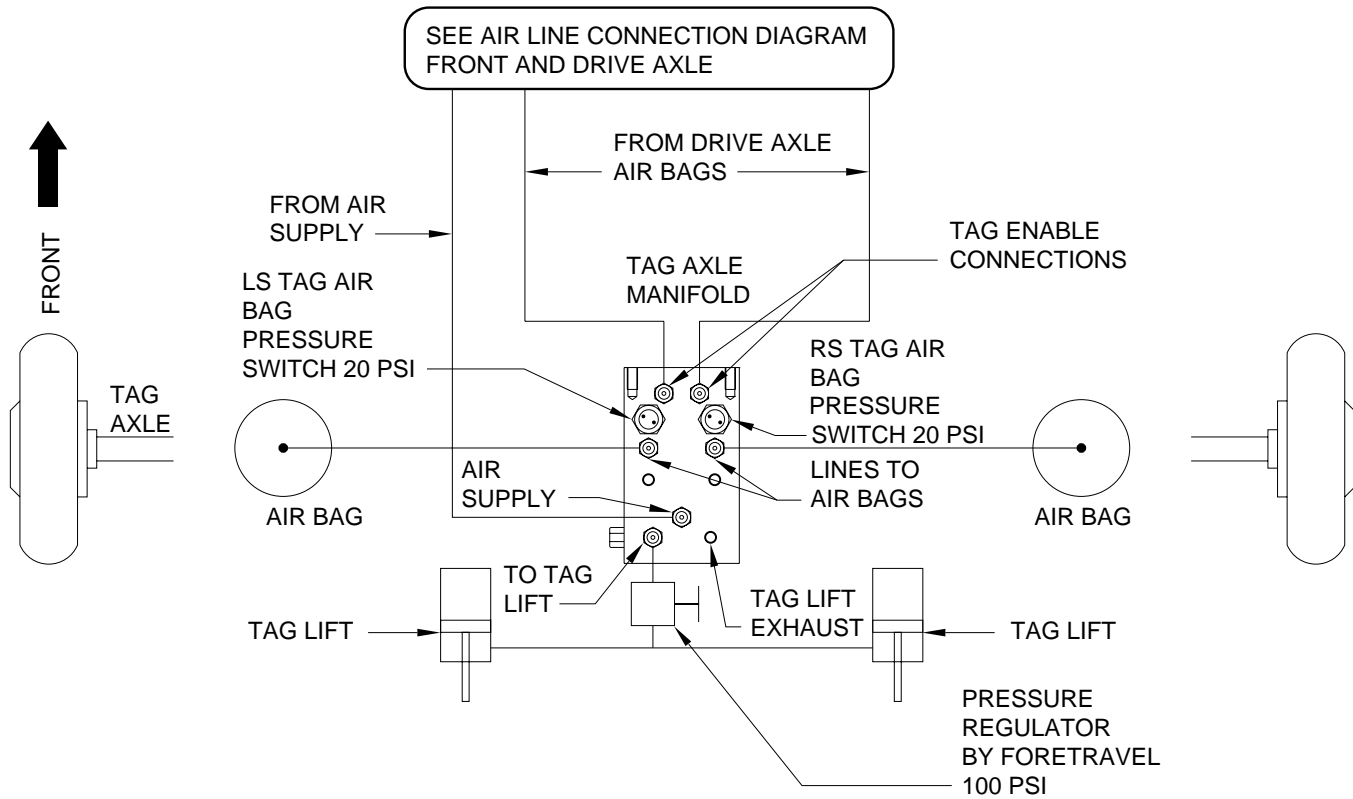 SEE AIR LINE CONNECTION DIAGRAM
FRONT AND DRIVE AXLE
FROM DRIVE AXLE
AIR BAGS
FRONT
FROM AIR
SUPPLY
TAG ENABLE
CONNECTIONS
TAG AXLE
MANIFOLD
LS TAG AIR
BAG
PRESSURE
SWITCH 20 PSI
RS TAG AIR
BAG
PRESSURE
SWITCH 20 PSI
TAG
AXLE
AIR BAG
AIR
SUPPLY
LINES TO
AIR BAGS
AIR BAG
TO TAG
LIFT
TAG LIFT
EXHAUST
TAG LIFT
TAG LIFT
PRESSURE
REGULATOR
BY FORETRAVEL
100 PSI